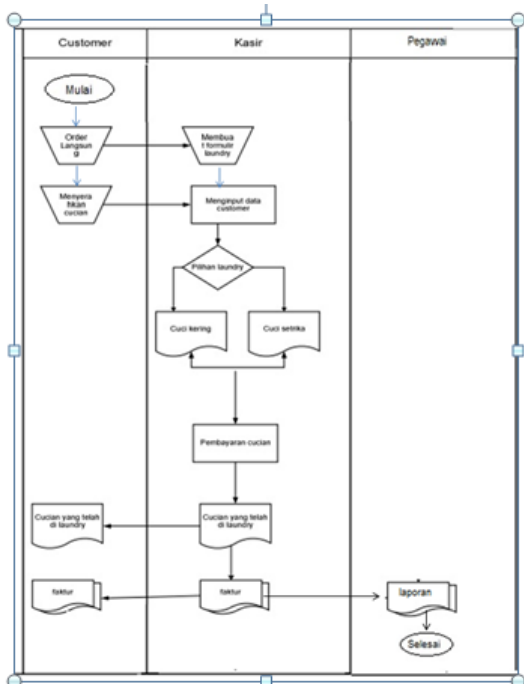 Customer
Kasir
Pegawai
Mulai
Order
Langsun
g
Membua
t formulir
laundry
Menyera
hkan
cucian
Menginput data
customer
Pilihan laundry
Cuci kering
Cuci setrika
Pembayaran cucian
Cucian yang telah
di laundry
Cucian yang telah
di laundry
faktur
faktur
laporan
Selesai